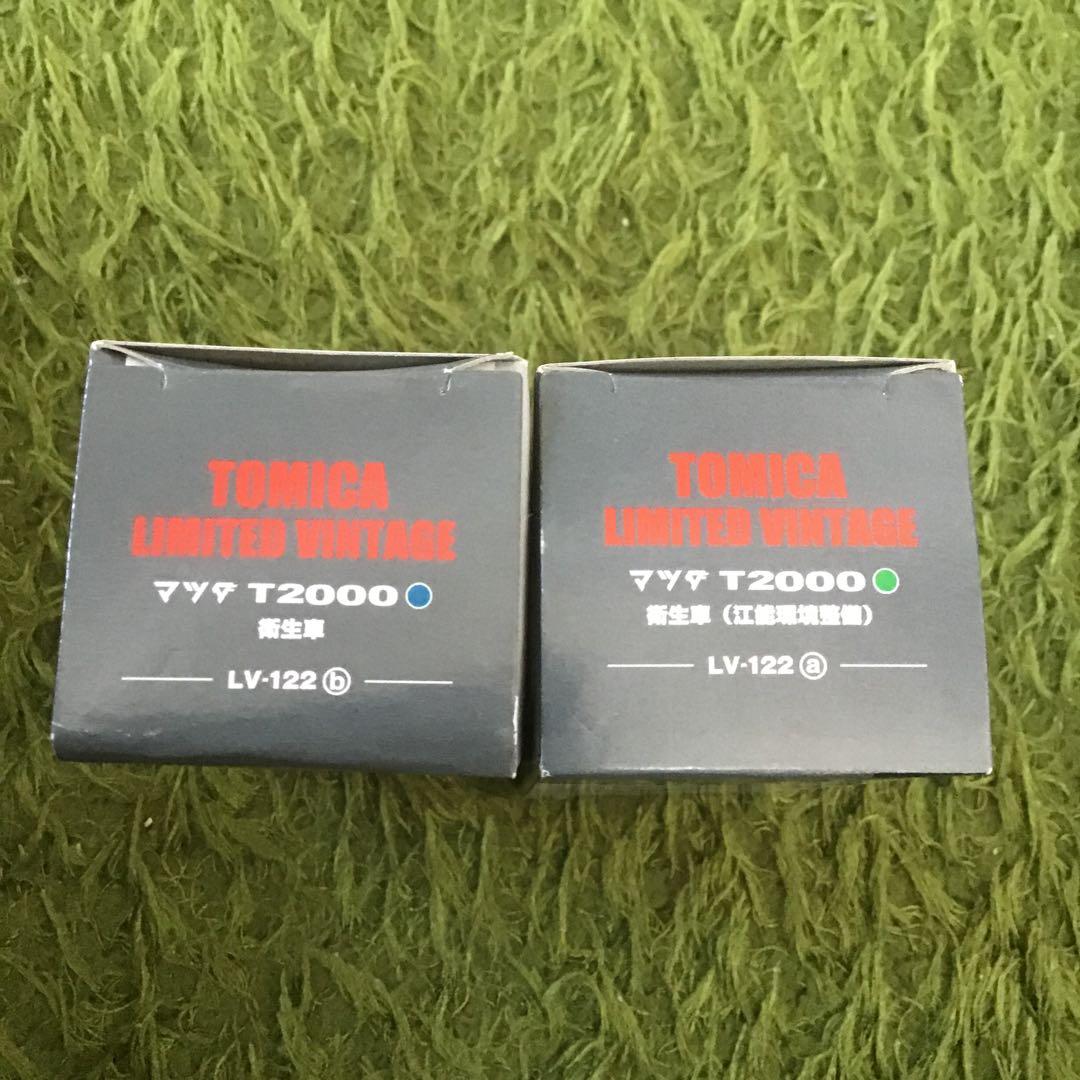 TOMICA
LIMITED VINTAGE
マツダ T2000
衛生車
LV-122 ⓑ
TOMICA
LIMITED VINTAGE
マツダ T2000
衛生車（江能環境整備）
LV-122 ⓐ